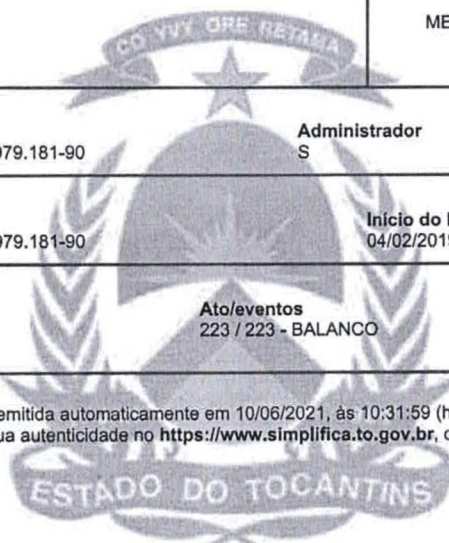 ME
CO YVY ORE RETAMA
Administrador
979.181-90 S
Início do
979.181-90 04/02/2015
Ato/eventos
223 / 223 - BALANCO
emitida automaticamente em 10/06/2021, às 10:31:59 (h
ua autenticidade no https://www.simplifica.to.gov.br, c
ESTADO DO TOCANTINS